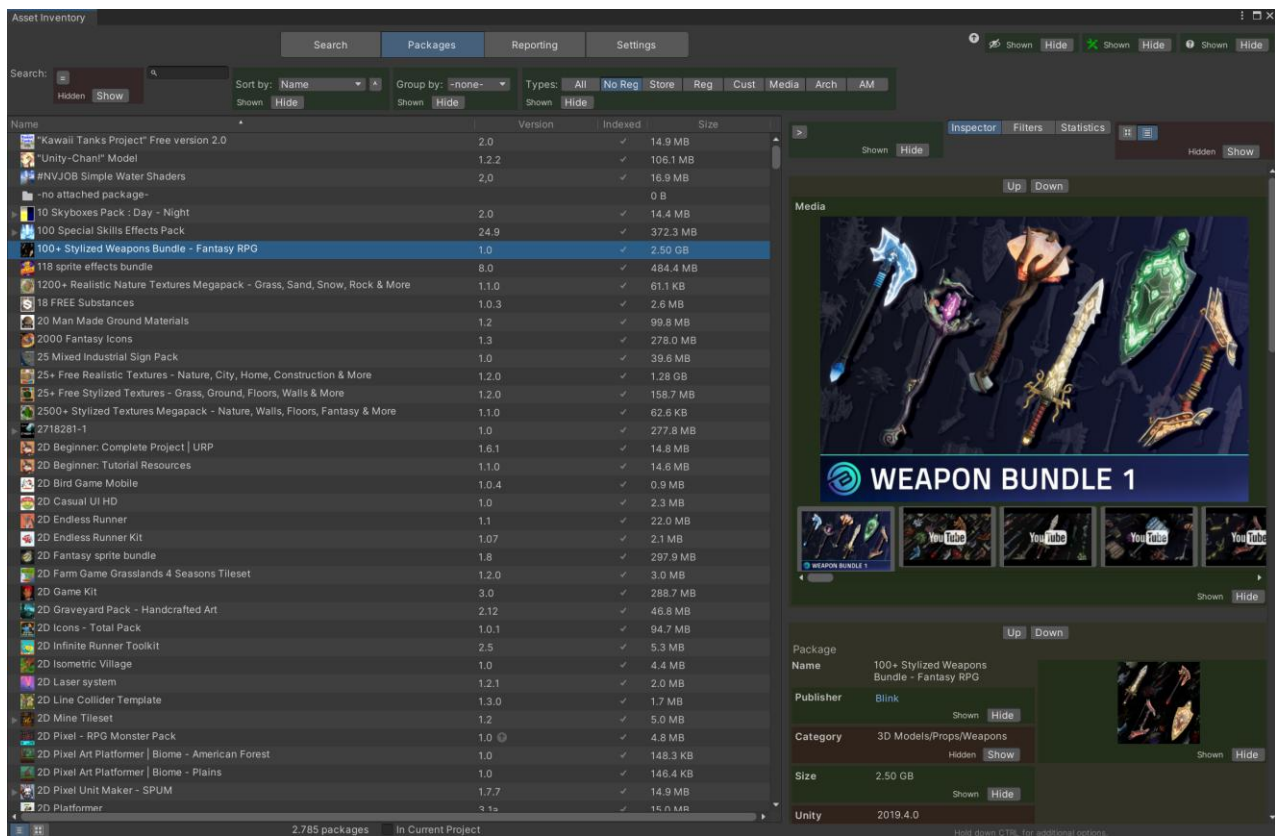 Asset Inventory
Search Packages Reporting Settings
Shown Hide Shown Hide Shown Hide
Search: =
Hidden Show
Sort by: Name
Shown Hide
Group by: -none-
Shown Hide
Types: All No Reg Store Reg Cust Media Arch AM
Shown Hide
Name Version Indexed Size
"Kawaii Tanks Project" Free version 2.0 2.0 14.9 MB
"Unity-Chan!" Model 1.2.2 106.1 MB
#NVJOB Simple Water Shaders 2,0 16.9 MB
-no attached package- 0 B
10 Skyboxes Pack : Day - Night 2.0 14.4 MB
100 Special Skills Effects Pack 24.9 372.3 MB
100+ Stylized Weapons Bundle - Fantasy RPG 1.0 2.50 GB
118 sprite effects bundle 8.0 484.4 MB
1200+ Realistic Nature Textures Megapack - Grass, Sand, Snow, Rock & More 1.1.0 61.1 KB
18 FREE Substances 1.0.3 2.6 MB
20 Man Made Ground Materials 1.2 99.8 MB
2000 Fantasy Icons 1.3 278.0 MB
25 Mixed Industrial Sign Pack 1.0 39.6 MB
25+ Free Realistic Textures - Nature, City, Home, Construction & More 1.2.0 1.28 GB
25+ Free Stylized Textures - Grass, Ground, Floors, Walls & More 1.2.0 158.7 MB
2500+ Stylized Textures Megapack - Nature, Walls, Floors, Fantasy & More 1.1.0 62.6 KB
2718281-1 1.0 277.8 MB
2D Beginner: Complete Project | URP 1.6.1 14.8 MB
2D Beginner: Tutorial Resources 1.1.0 14.6 MB
2D Bird Game Mobile 1.0.4 0.9 MB
2D Casual UI HD 1.0 2.3 MB
2D Endless Runner 1.1 22.0 MB
2D Endless Runner Kit 1.07 2.1 MB
2D Fantasy sprite bundle 1.8 297.9 MB
2D Farm Game Grasslands 4 Seasons Tileset 1.2.0 3.0 MB
2D Game Kit 3.0 288.7 MB
2D Graveyard Pack - Handcrafted Art 2.12 46.8 MB
2D Icons - Total Pack 1.0.1 94.7 MB
2D Infinite Runner Toolkit 2.5 5.3 MB
2D Isometric Village 1.0 4.4 MB
2D Laser system 1.2.1 2.0 MB
2D Line Collider Template 1.3.0 1.7 MB
2D Mine Tileset 1.2 5.0 MB
2D Pixel - RPG Monster Pack 1.0 4.8 MB
2D Pixel Art Platformer | Biome - American Forest 1.0 148.3 KB
2D Pixel Art Platformer | Biome - Plains 1.0 146.4 KB
2D Pixel Unit Maker - SPUM 1.7.7 14.9 MB
2D Platformer 3.1a 15.0 MB
2.785 packages In Current Project
>
Shown Hide
Inspector Filters Statistics
Hidden Show
Up Down
Media
WEAPON BUNDLE 1
WEAPON BUNDLE 1 YouTube YouTube YouTube YouTube
Shown Hide
Up Down
Package
Name 100+ Stylized Weapons
Bundle - Fantasy RPG
Publisher Blink
Shown Hide
Category 3D Models/Props/Weapons
Hidden Show
Shown Hide
Size 2.50 GB
Shown Hide
Unity 2019.4.0
Hold down CTRL for additional options.